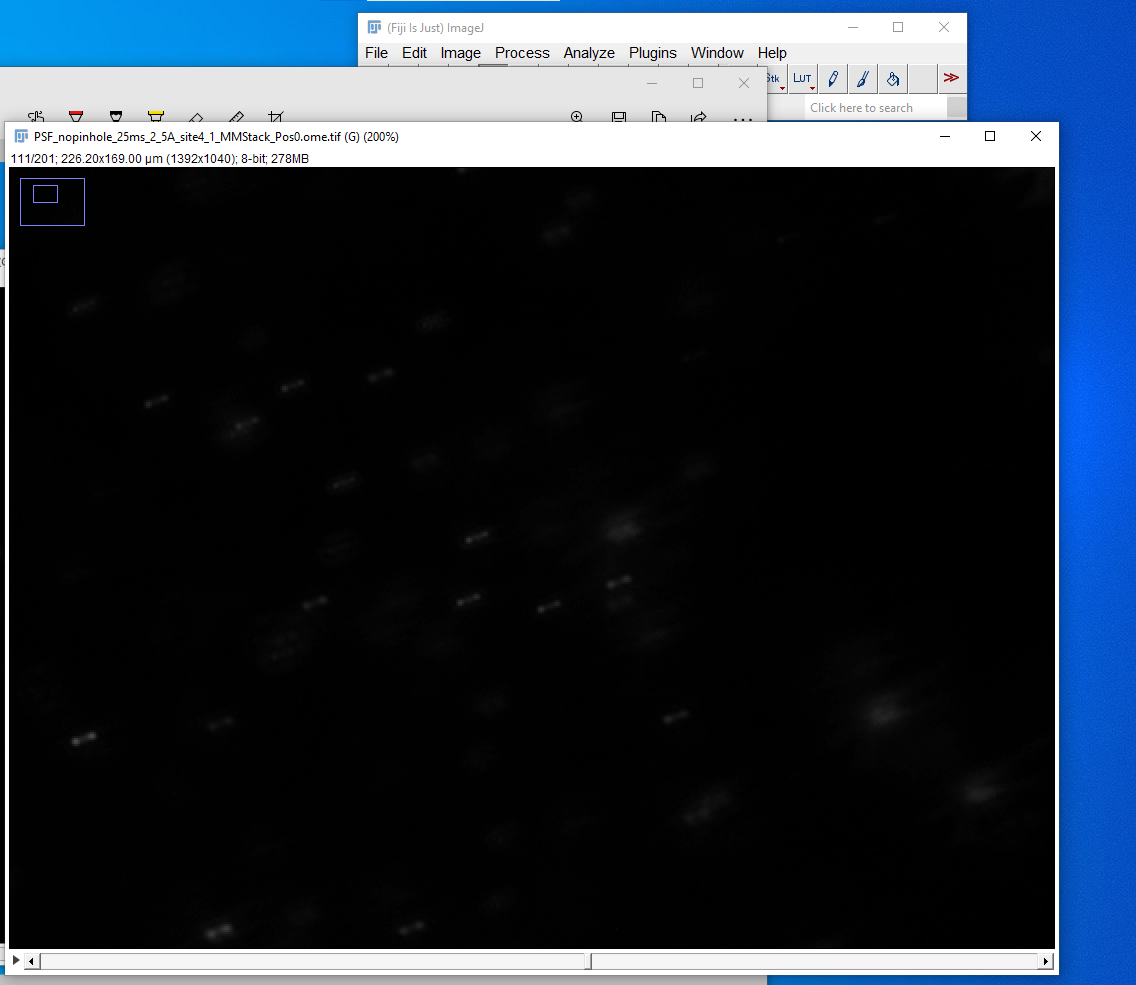 (Fiji Is Just) ImageJ
File Edit Image Process Analyze Plugins Window Help
Stk LUT >>
Click here to search
PSF_nopinhole_25ms_2_5A_site4_1_MMStack_Pos0.ome.tif (G) (200%)
111/201; 226.20x169.00 µm (1392x1040); 8-bit; 278MB